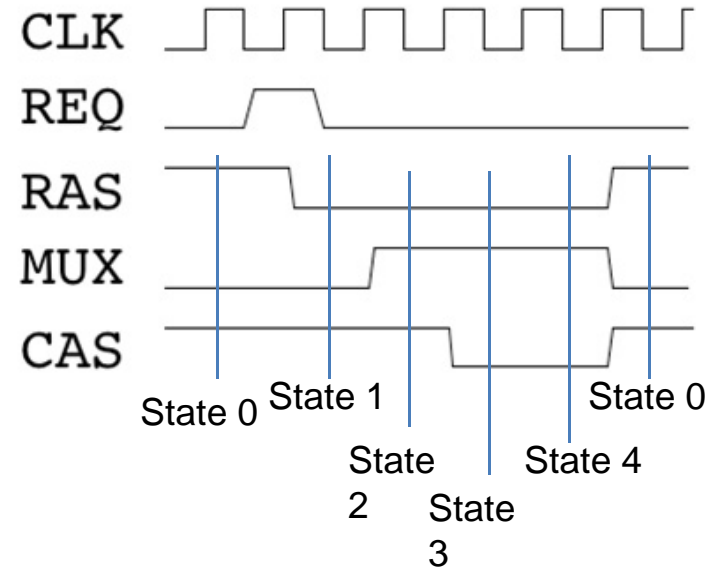 CLK
REQ
RAS
MUX
CAS
State 0
State 1
State 0
State
2
State 4
State
3